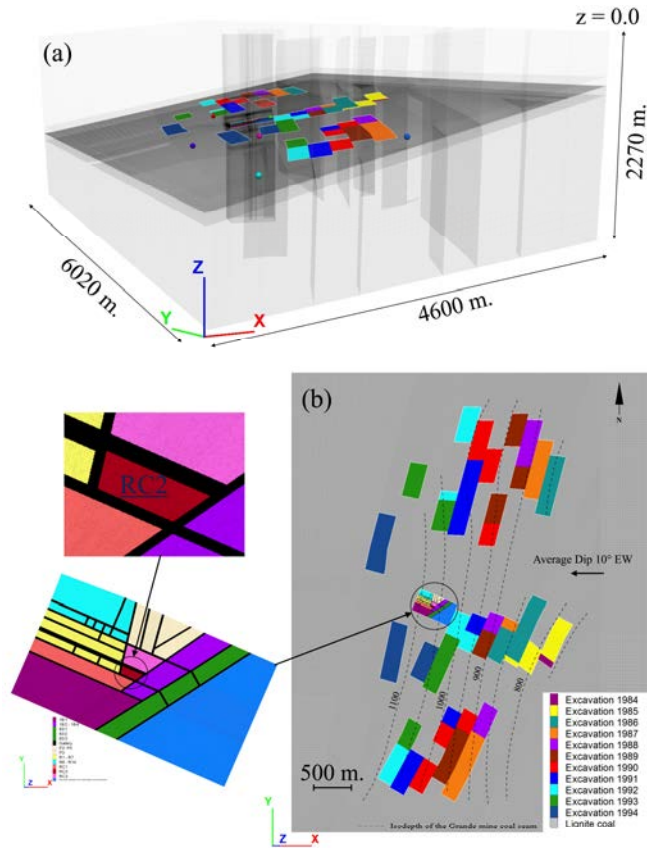 (a)
z = 0.0
2270 m.
6020 m.
4600 m.
Z
Y
X
RC2
(b)
N
Average Dip 10° EW
1100
1000
900
800
500 m.
Excavation 1984
Excavation 1985
Excavation 1986
Excavation 1987
Excavation 1988
Excavation 1989
Excavation 1990
Excavation 1991
Excavation 1992
Excavation 1993
Excavation 1994
Lignite coal
Isodepth of the Grande mine coal seam
Y
Z
X
Y
Z
X